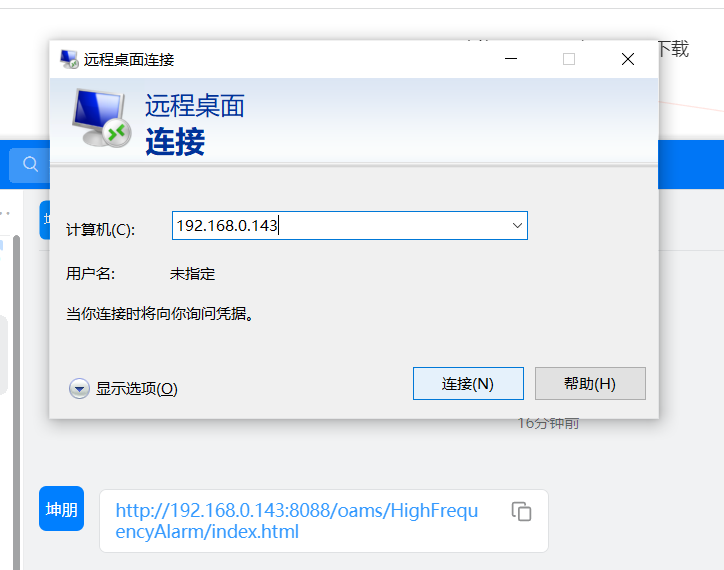 下载
远程桌面连接
远程桌面
连接
计算机(C):
192.168.0.143
用户名:
未指定
当你连接时将向你询问凭据。
显示选项(O)
连接(N)
帮助(H)
16分钟前
坤朋
http://192.168.0.143:8088/oams/HighFrequ
encyAlarm/index.html